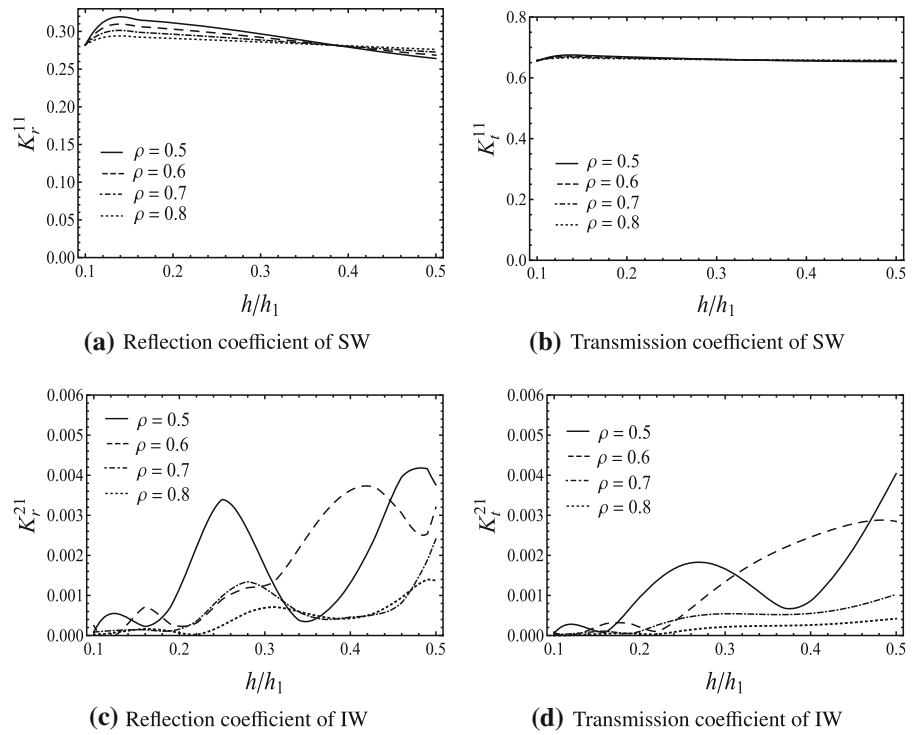 0.30
0.25
0.20
0.15
0.10
0.05
0.00
K_r^{11}
ρ = 0.5
ρ = 0.6
ρ = 0.7
ρ = 0.8
0.1 0.2 0.3 0.4 0.5
h/h₁
(a) Reflection coefficient of SW
0.8
0.6
0.4
0.2
0.0
K_t^{11}
ρ = 0.5
ρ = 0.6
ρ = 0.7
ρ = 0.8
0.1 0.2 0.3 0.4 0.5
h/h₁
(b) Transmission coefficient of SW
0.006
0.005
0.004
0.003
0.002
0.001
0.000
K_r^{21}
ρ = 0.5
ρ = 0.6
ρ = 0.7
ρ = 0.8
0.1 0.2 0.3 0.4 0.5
h/h₁
(c) Reflection coefficient of IW
0.006
0.005
0.004
0.003
0.002
0.001
0.000
K_t^{21}
ρ = 0.5
ρ = 0.6
ρ = 0.7
ρ = 0.8
0.1 0.2 0.3 0.4 0.5
h/h₁
(d) Transmission coefficient of IW